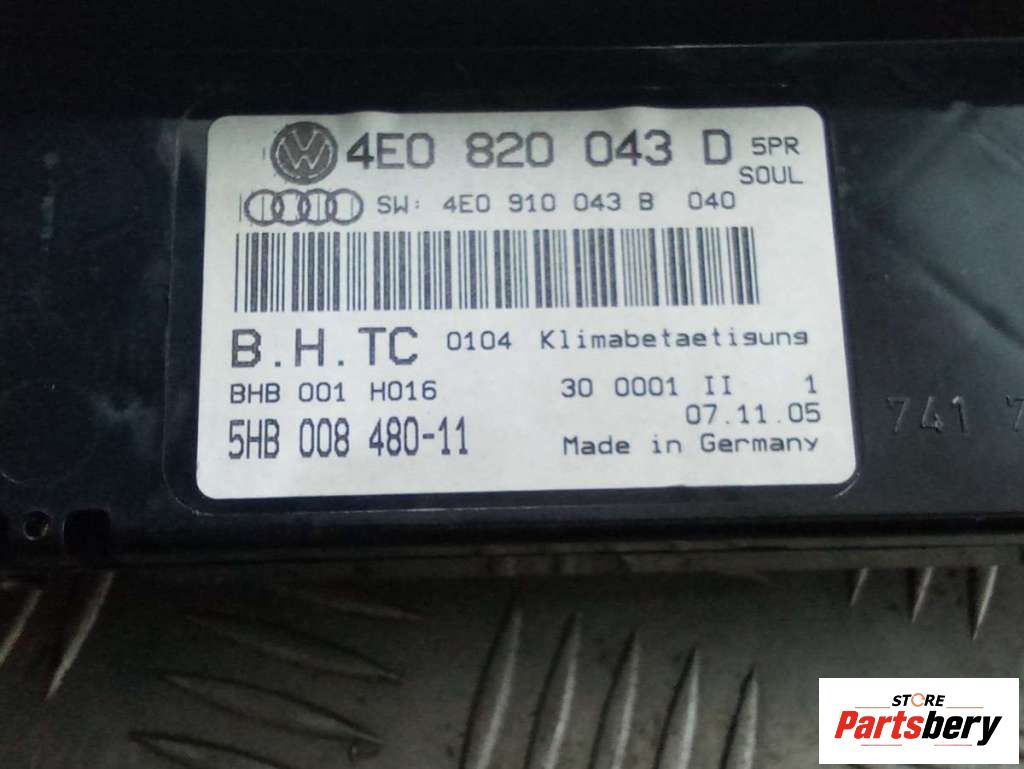 4E0 820 043 D 5PR
SOUL
SW: 4E0 910 043 B 040
B.H.TC 0104 Klimabetaetigung
BHB 001 H016 30 0001 II 1
07.11.05
5HB 008 480-11 Made in Germany
741
STORE
Partsbery